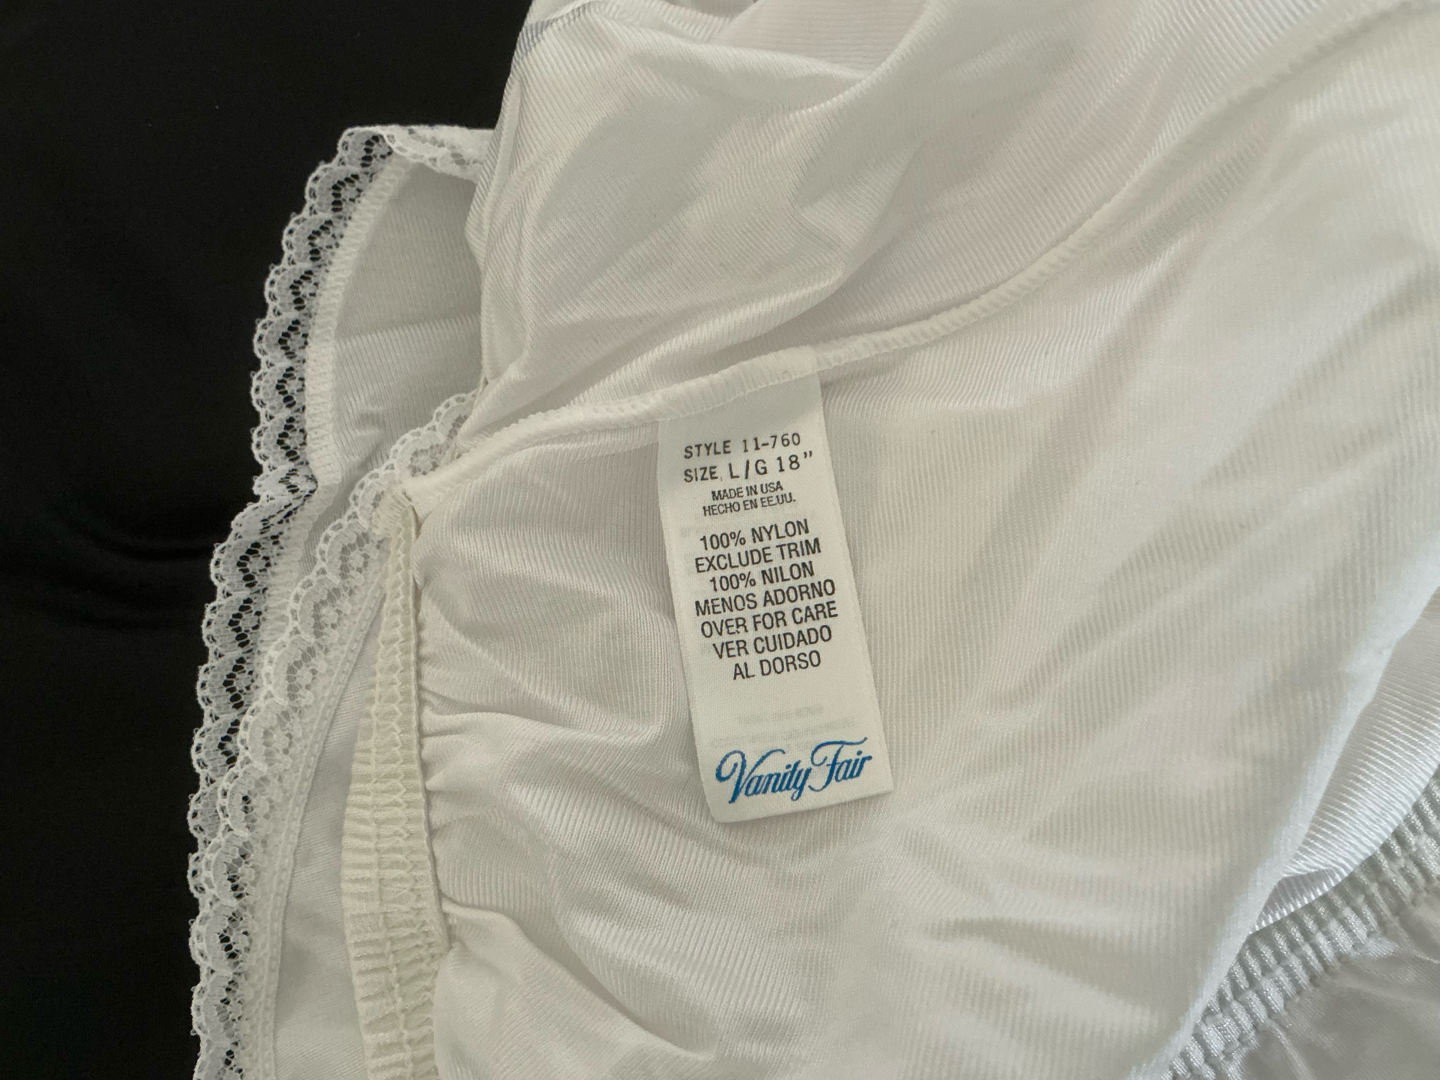 STYLE 11-760
SIZE L/G 18"
MADE IN USA
HECHO EN EE.UU.
100% NYLON
EXCLUDE TRIM
100% NILON
MENOS ADORNO
OVER FOR CARE
VER CUIDADO
AL DORSO
Vanity Fair